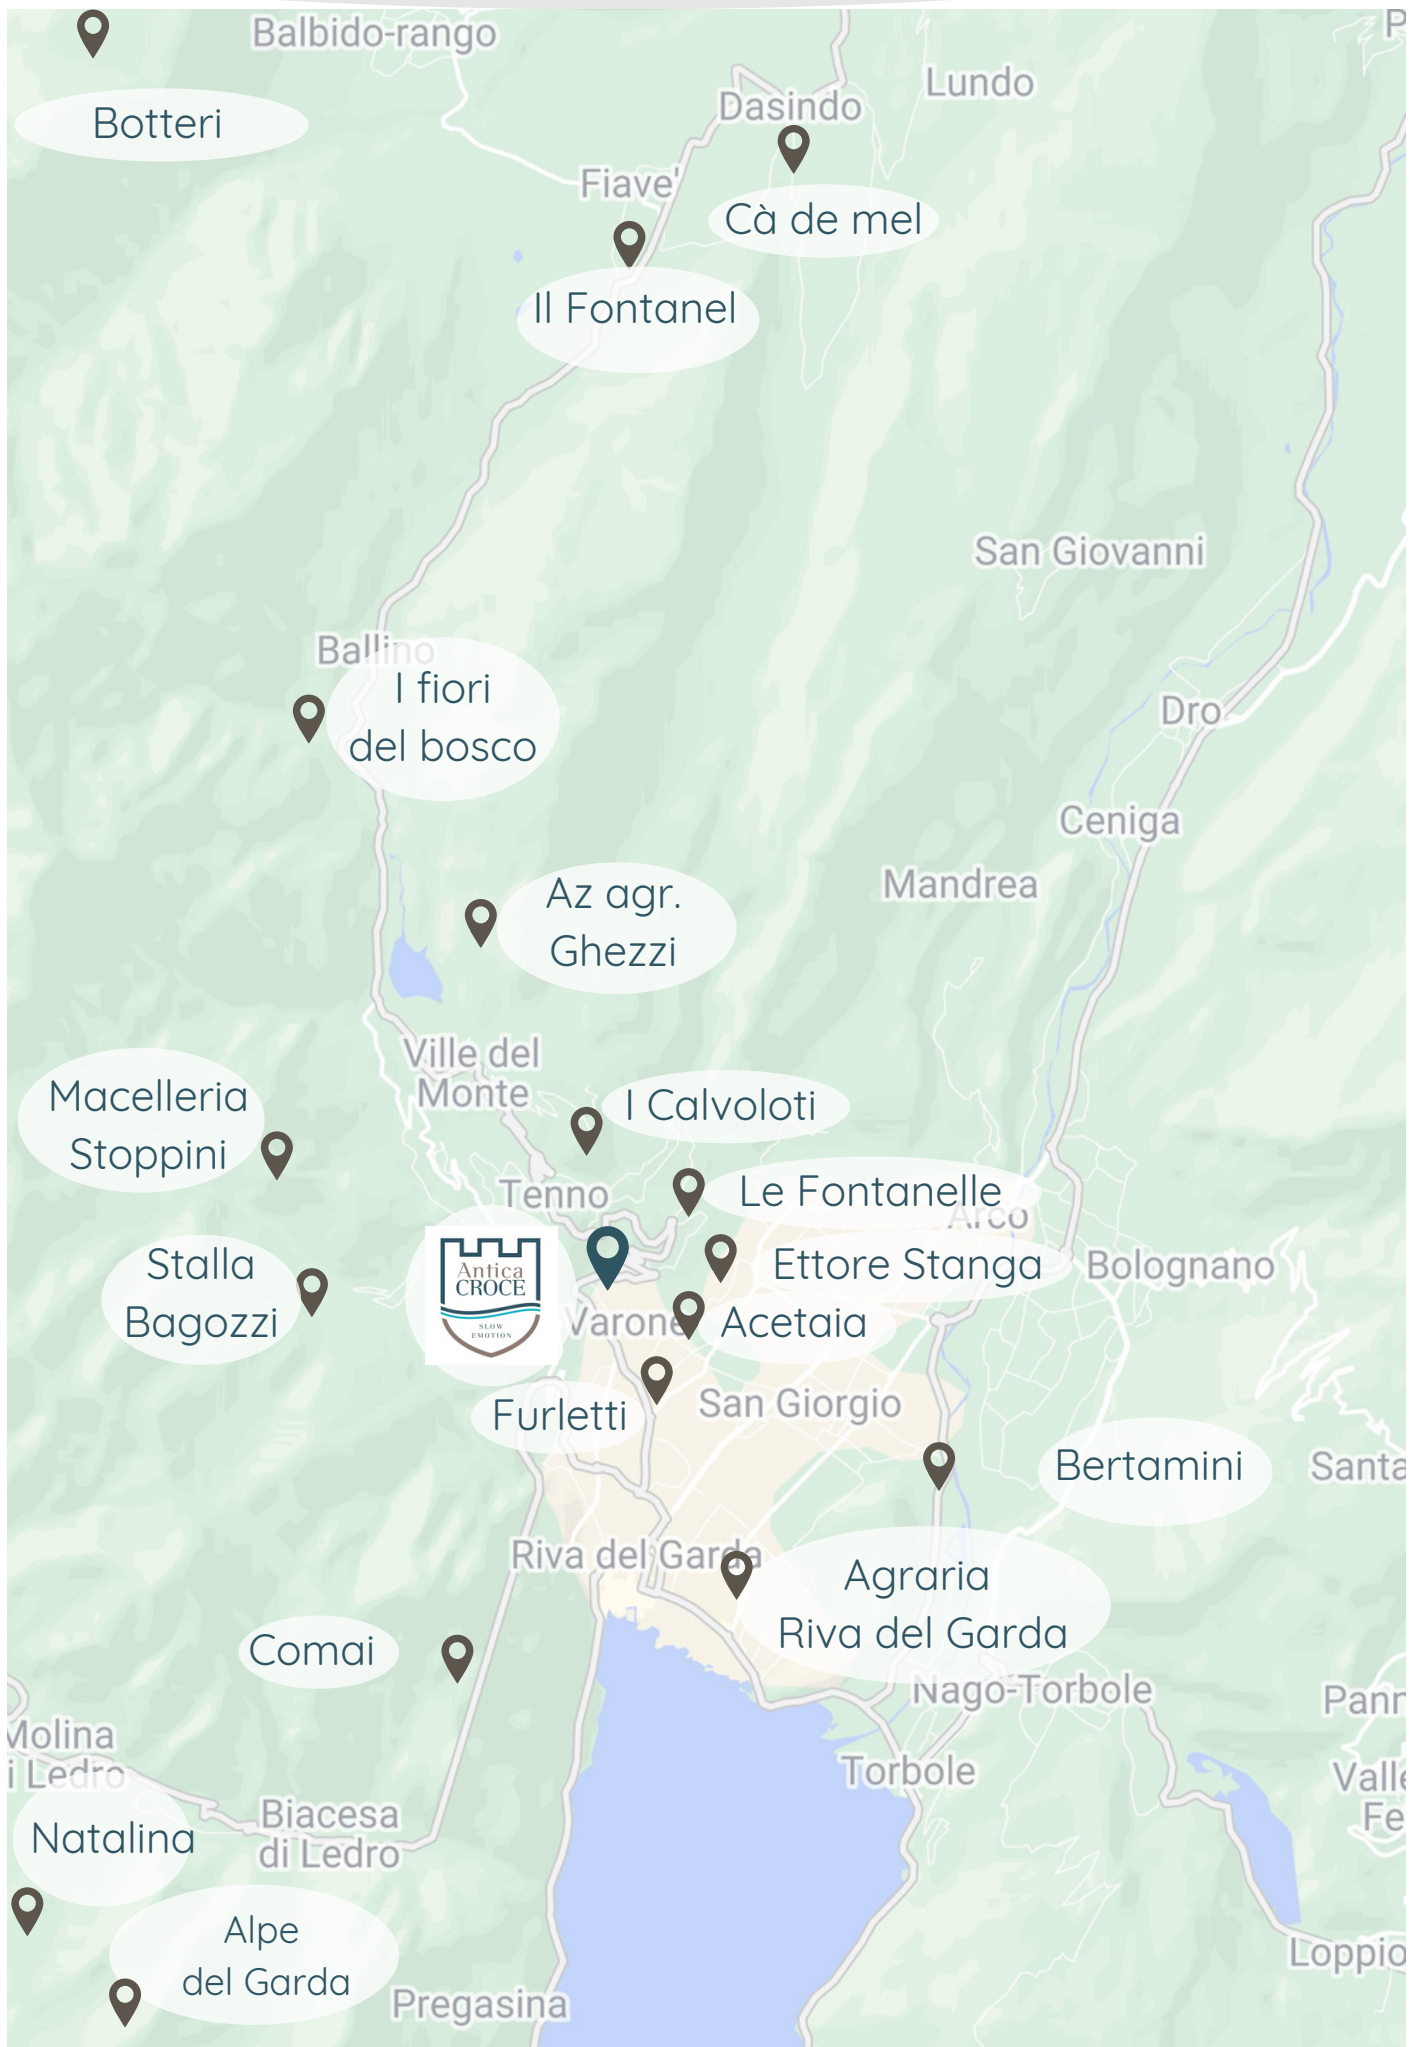 Balbido-rango
P
Lundo
Dasindo
Botteri
Fiave'
Cà de mel
Il Fontanel
San Giovanni
Ballino
I fiori
del bosco
Dro
Ceniga
Mandrea
Az agr.
Ghezzi
Ville del
Monte
Macelleria
Stoppini
I Calvoloti
Tenno
Le Fontanelle
Arco
Stalla
Bagozzi
Antica
CROCE
SLOW
EMOTION
Ettore Stanga
Bolognano
Varone
Acetaia
San Giorgio
Furletti
Bertamini
Santa
Riva del Garda
Agraria
Riva del Garda
Comai
Nago-Torbole
Pann
Molina
i Ledro
Torbole
Valle
Fe
Biacesa
di Ledro
Natalina
Alpe
del Garda
Loppio
Pregasina